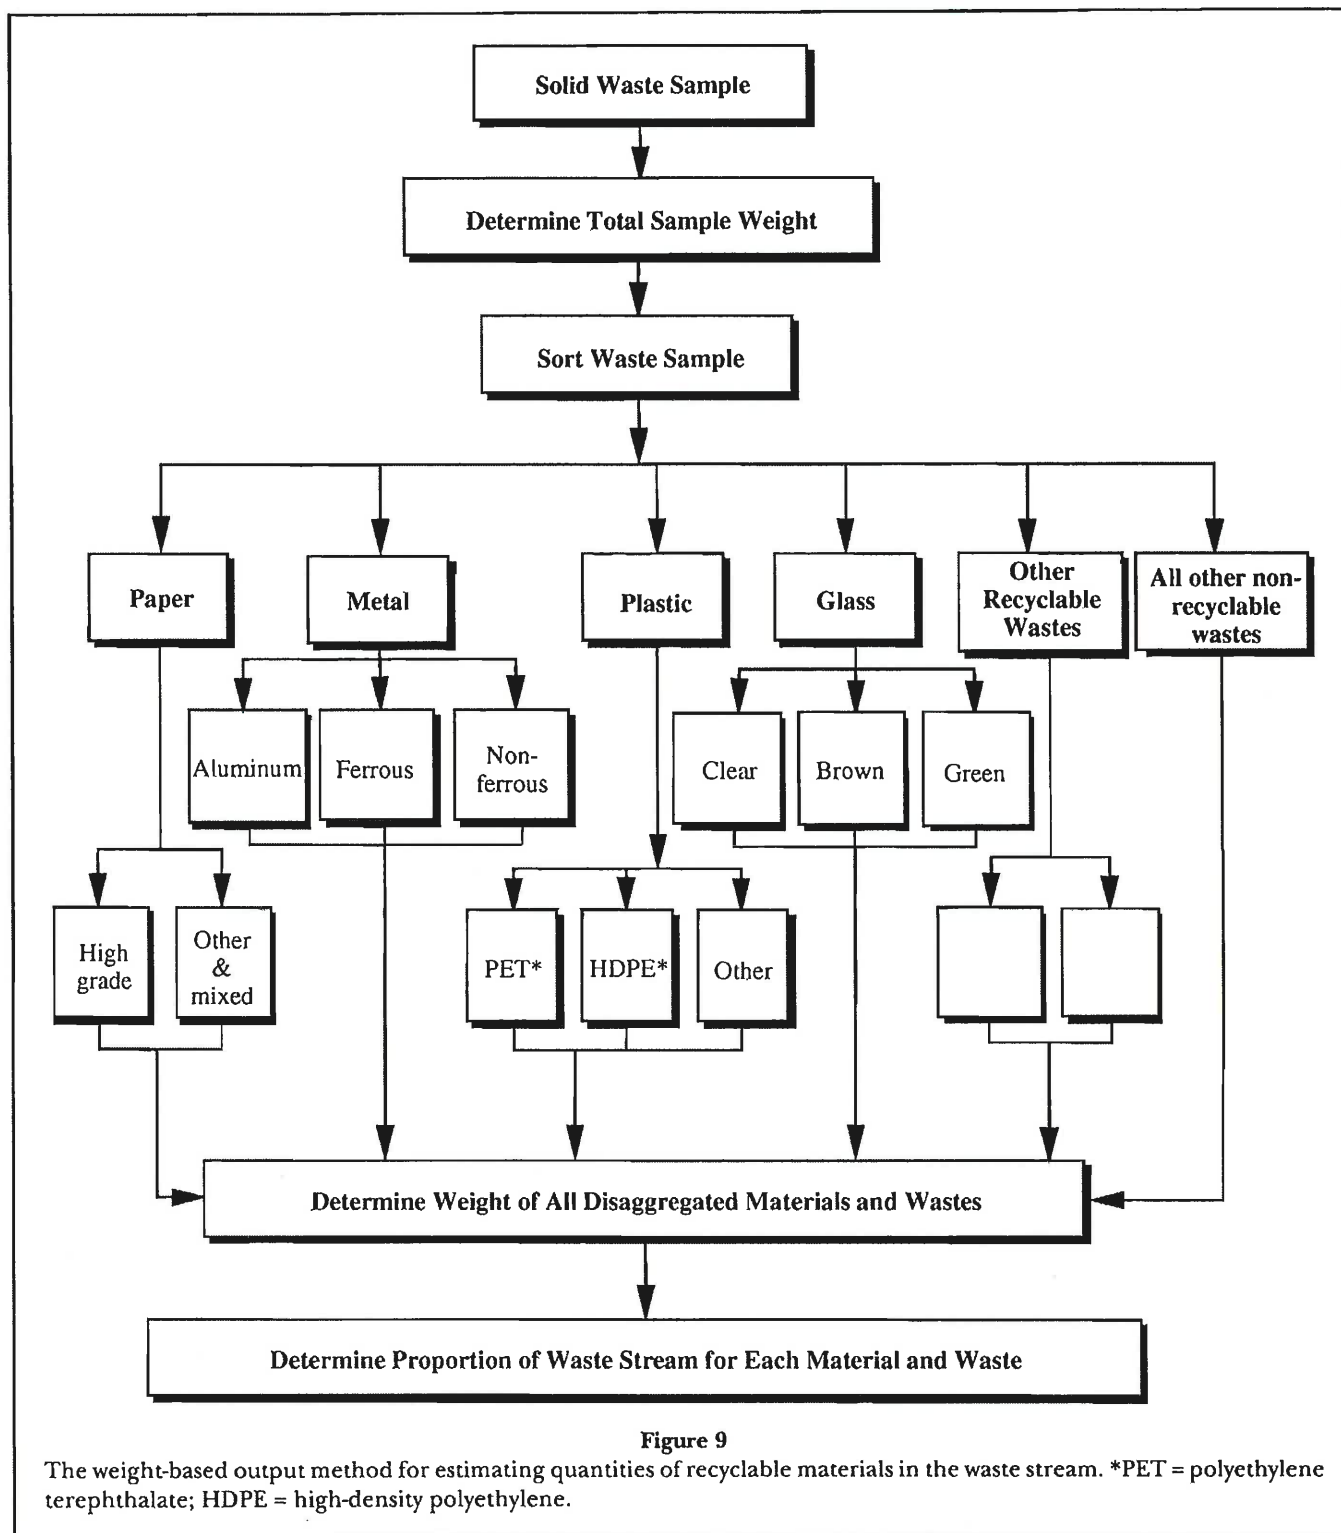 Solid Waste Sample
Determine Total Sample Weight
Sort Waste Sample
Paper
Metal
Plastic
Glass
Other
Recyclable
Wastes
All other non-
recyclable
wastes
Aluminum
Ferrous
Non-
ferrous
Clear
Brown
Green
High
grade
Other
&
mixed
PET*
HDPE*
Other
Determine Weight of All Disaggregated Materials and Wastes
Determine Proportion of Waste Stream for Each Material and Waste
Figure 9
The weight-based output method for estimating quantities of recyclable materials in the waste stream. *PET = polyethylene
terephthalate; HDPE = high-density polyethylene.